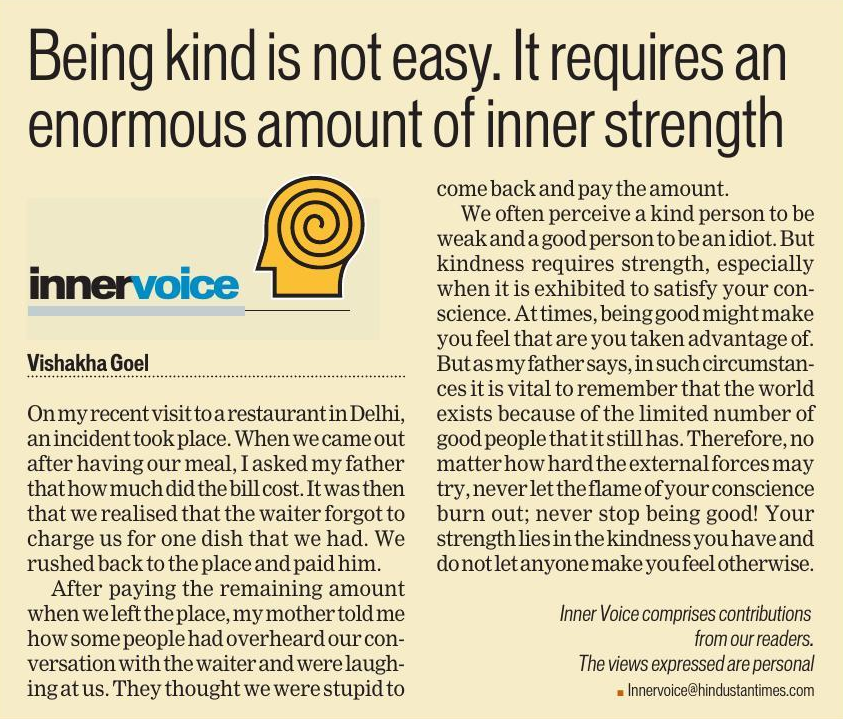 Being kind is not easy. It requires an
enormous amount of inner strength
innervoice
Vishakha Goel
On my recent visit to a restaurant in Delhi,
an incident took place. When we came out
after having our meal, I asked my father
that how much did the bill cost. It was then
that we realised that the waiter forgot to
charge us for one dish that we had. We
rushed back to the place and paid him.
After paying the remaining amount
when we left the place, my mother told me
how some people had overheard our con-
versation with the waiter and were laugh-
ing at us. They thought we were stupid to
come back and pay the amount.
We often perceive a kind person to be
weak and a good person to be an idiot. But
kindness requires strength, especially
when it is exhibited to satisfy your con-
science. At times, being good might make
you feel that are you taken advantage of.
But as my father says, in such circumstan-
ces it is vital to remember that the world
exists because of the limited number of
good people that it still has. Therefore, no
matter how hard the external forces may
try, never let the flame of your conscience
burn out; never stop being good! Your
strength lies in the kindness you have and
do not let anyone make you feel otherwise.
Inner Voice comprises contributions
from our readers.
The views expressed are personal
■ Innervoice@hindustantimes.com